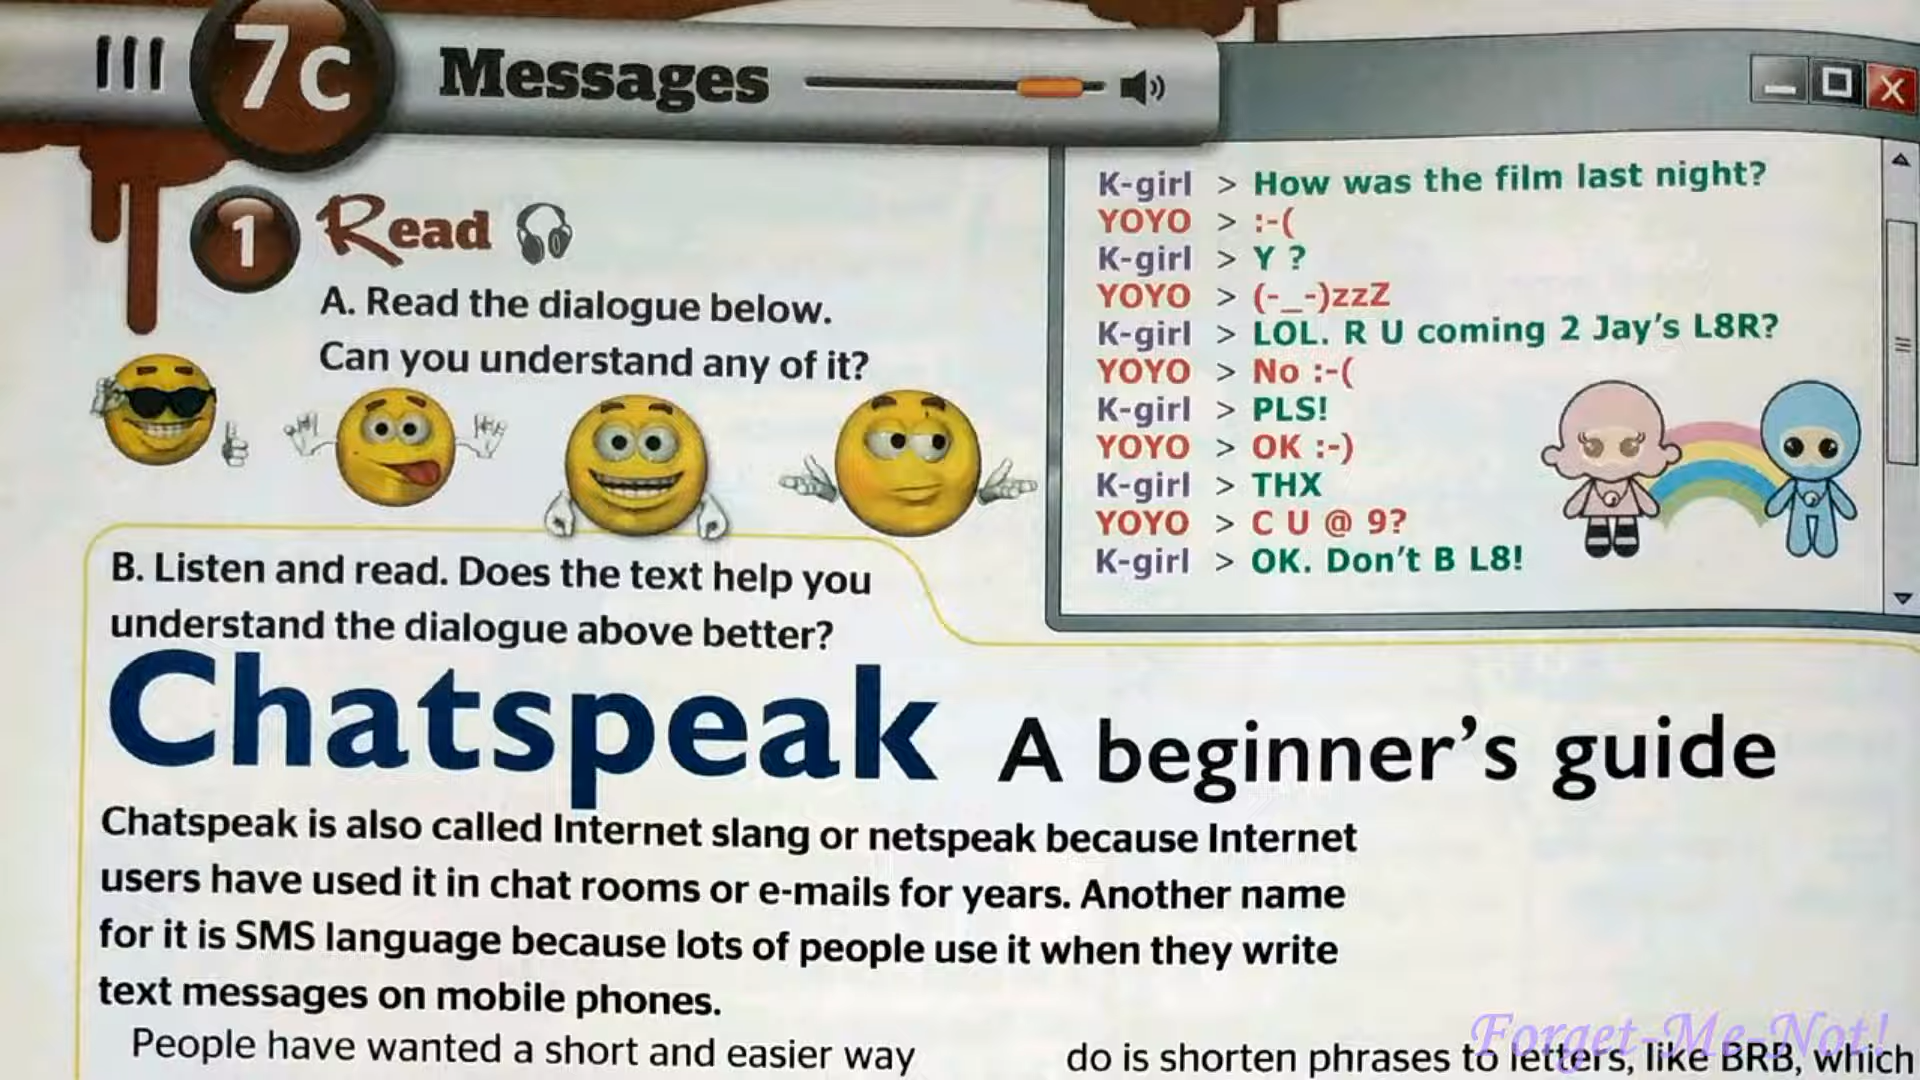 7c Messages
1 Read
A. Read the dialogue below.
Can you understand any of it?
K-girl > How was the film last night?
YOYO > :-(
K-girl > Y ?
YOYO > (-_-)zzZ
K-girl > LOL. R U coming 2 Jay's L8R?
YOYO > No :-(
K-girl > PLS!
YOYO > OK :-)
K-girl > THX
YOYO > C U @ 9?
K-girl > OK. Don't B L8!
B. Listen and read. Does the text help you
understand the dialogue above better?
Chatspeak A beginner's guide
Chatspeak is also called Internet slang or netspeak because Internet
users have used it in chat rooms or e-mails for years. Another name
for it is SMS language because lots of people use it when they write
text messages on mobile phones.
People have wanted a short and easier way
do is shorten phrases to letters, like BRB, which
Forget-Me-Not!